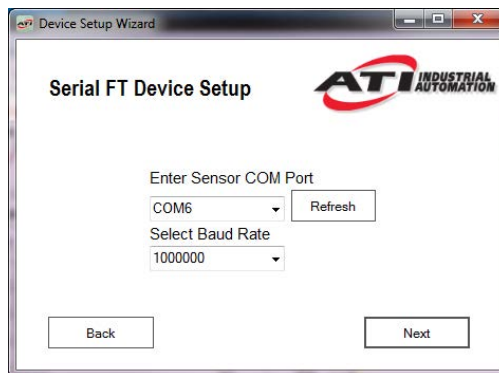 ATI Device Setup Wizard
Serial FT Device Setup
ATI INDUSTRIAL
AUTOMATION
Enter Sensor COM Port
COM6
Refresh
Select Baud Rate
1000000
Back
Next